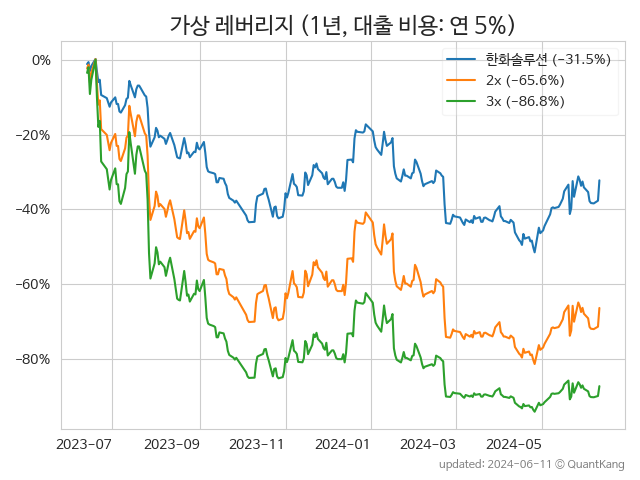 가상 레버리지 (1년, 대출 비용: 연 5%)
한화솔루션 (−31.5%)
2x (−65.6%)
3x (−86.8%)
0%
−20%
−40%
−60%
−80%
2023-07 2023-09 2023-11 2024-01 2024-03 2024-05
updated: 2024-06-11 © QuantKang